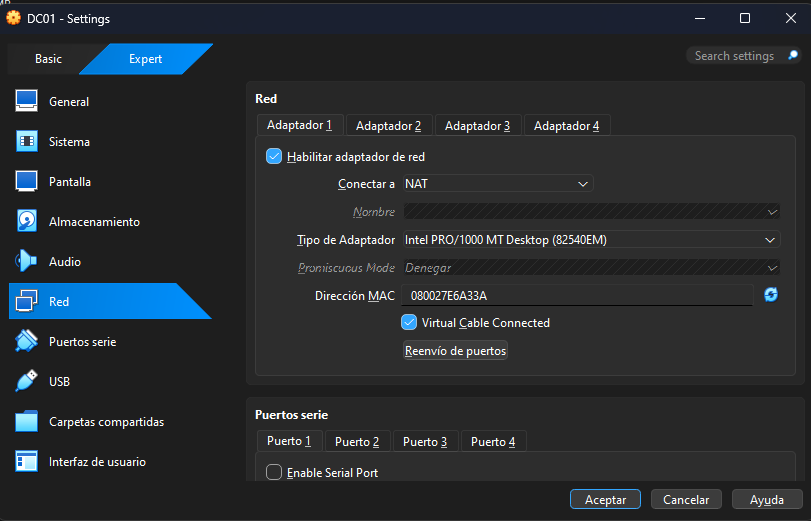 DC01 - Settings
Basic
Expert
Search settings
General
Sistema
Pantalla
Almacenamiento
Audio
Red
Puertos serie
USB
Carpetas compartidas
Interfaz de usuario
Red
Adaptador 1
Adaptador 2
Adaptador 3
Adaptador 4
Habilitar adaptador de red
Conectar a NAT
Nombre
Tipo de Adaptador Intel PRO/1000 MT Desktop (82540EM)
Promiscuous Mode Denegar
Dirección MAC 080027E6A33A
Virtual Cable Connected
Reenvío de puertos
Puertos serie
Puerto 1
Puerto 2
Puerto 3
Puerto 4
Enable Serial Port
Aceptar
Cancelar
Ayuda